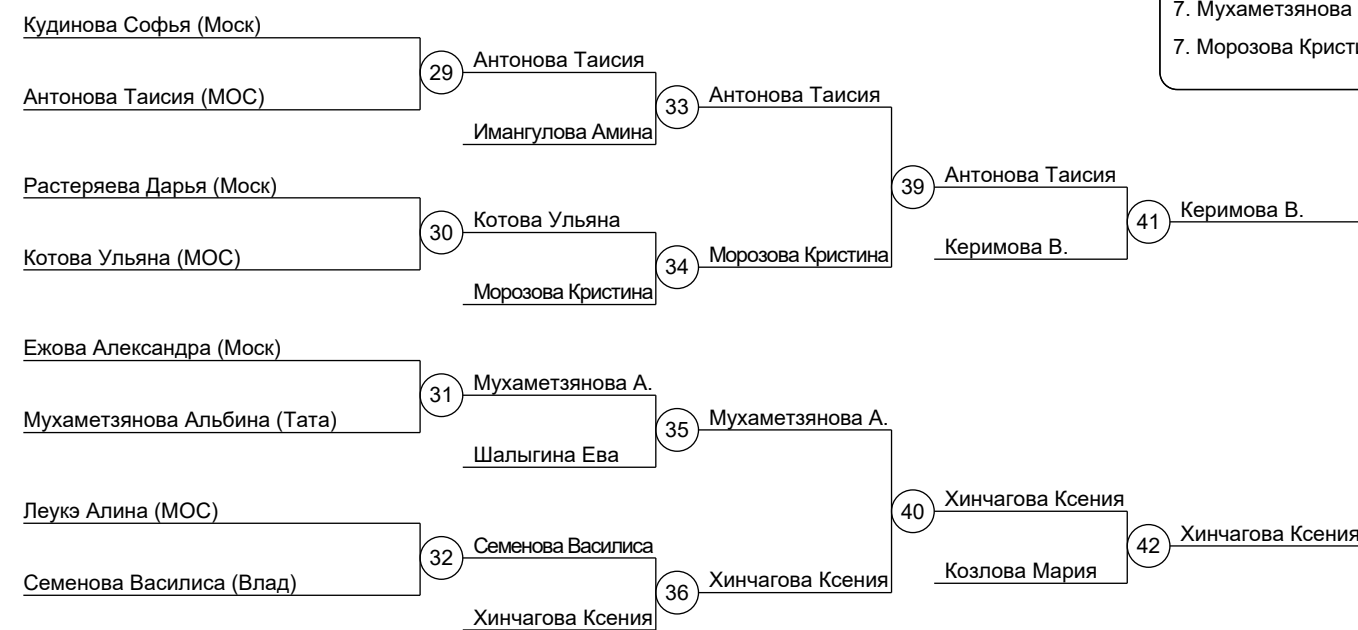 7. Мухаметзянова
7. Морозова
Кудинова Софья (Моск)
29
Антонова Таисия
Антонова Таисия (МОС)
33
Антонова Таисия
Имангулова Амина
39
Антонова Таисия
Растеряева Дарья (Моск)
30
Котова Ульяна
41
Керимова В.
Котова Ульяна (МОС)
34
Морозова Кристина
Керимова В.
Морозова Кристина
Ежова Александра (Моск)
31
Мухаметзянова А.
Мухаметзянова Альбина (Тата)
35
Мухаметзянова А.
Шалыгина Ева
40
Хинчагова Ксения
Леукэ Алина (МОС)
32
Семенова Василиса
42
Хинчагова Ксения
Семенова Василиса (Влад)
36
Хинчагова Ксения
Козлова Мария
Хинчагова Ксения